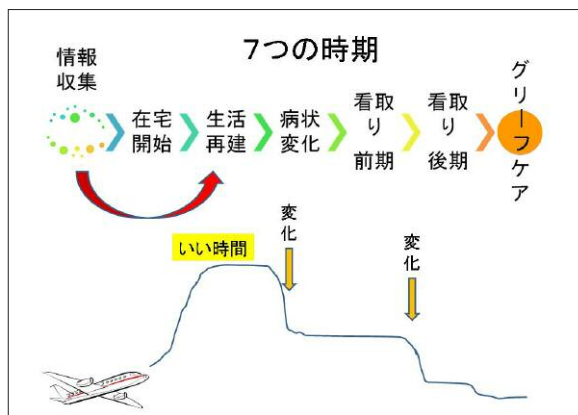 7つの時期
情報
収集
在宅
開始
生活
再建
病状
変化
看取
り
前期
看取
り
後期
グリーフケア
いい時間
変化
変化